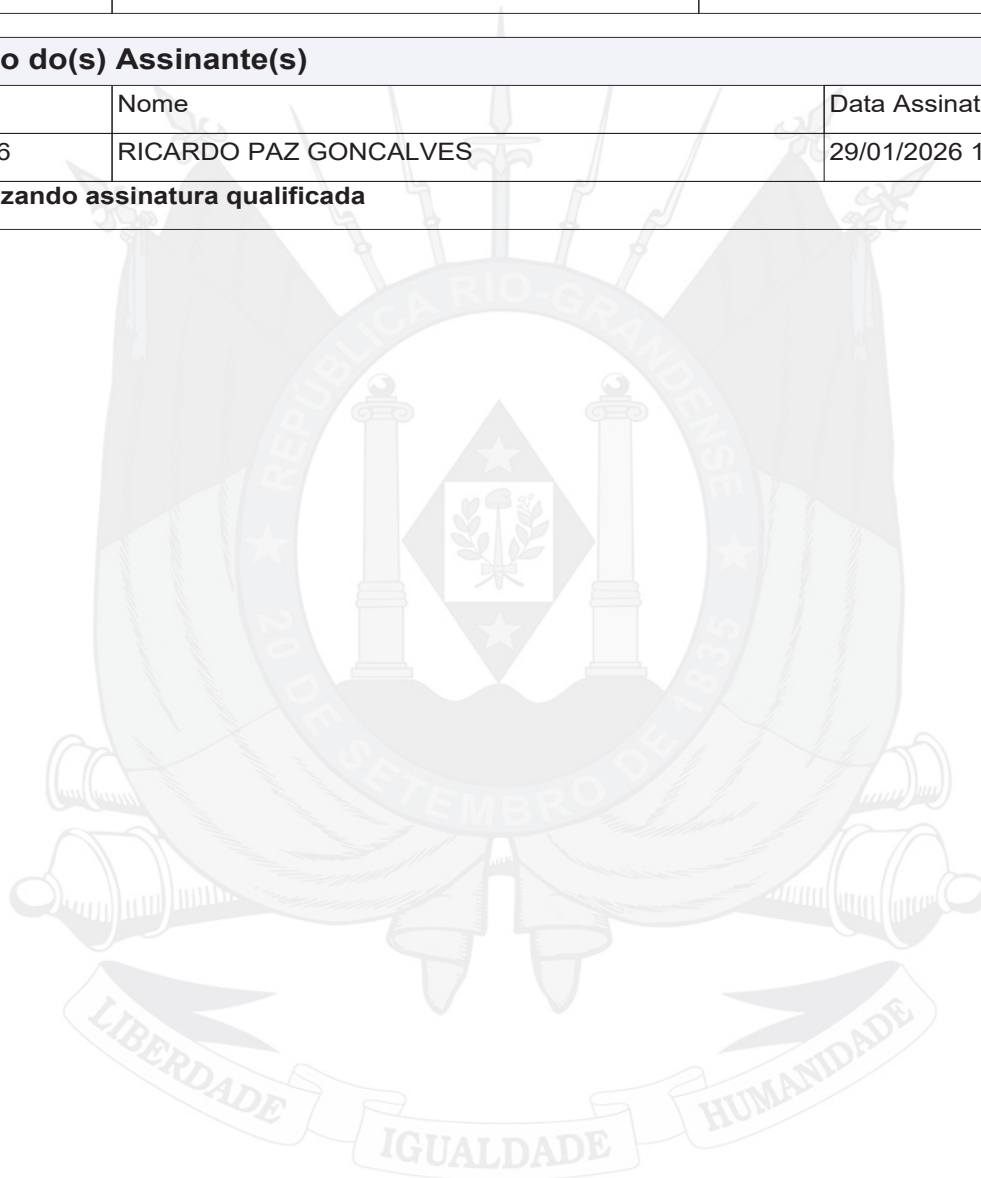 o do(s) Assinante(s)
Nome Data Assinat
6 RICARDO PAZ GONCALVES 29/01/2026 1
zando assinatura qualificada
REPÚBLICA RIO-GRANDENSE
20 DE SETEMBRO DE 1835
LIBERDADE IGUALDADE HUMANIDADE